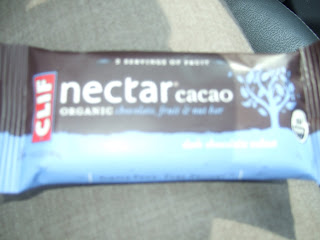 2 SERVINGS OF FRUIT
CLIF
nectar® cacao
ORGANIC chocolate, fruit & nut bar
dark chocolate walnut